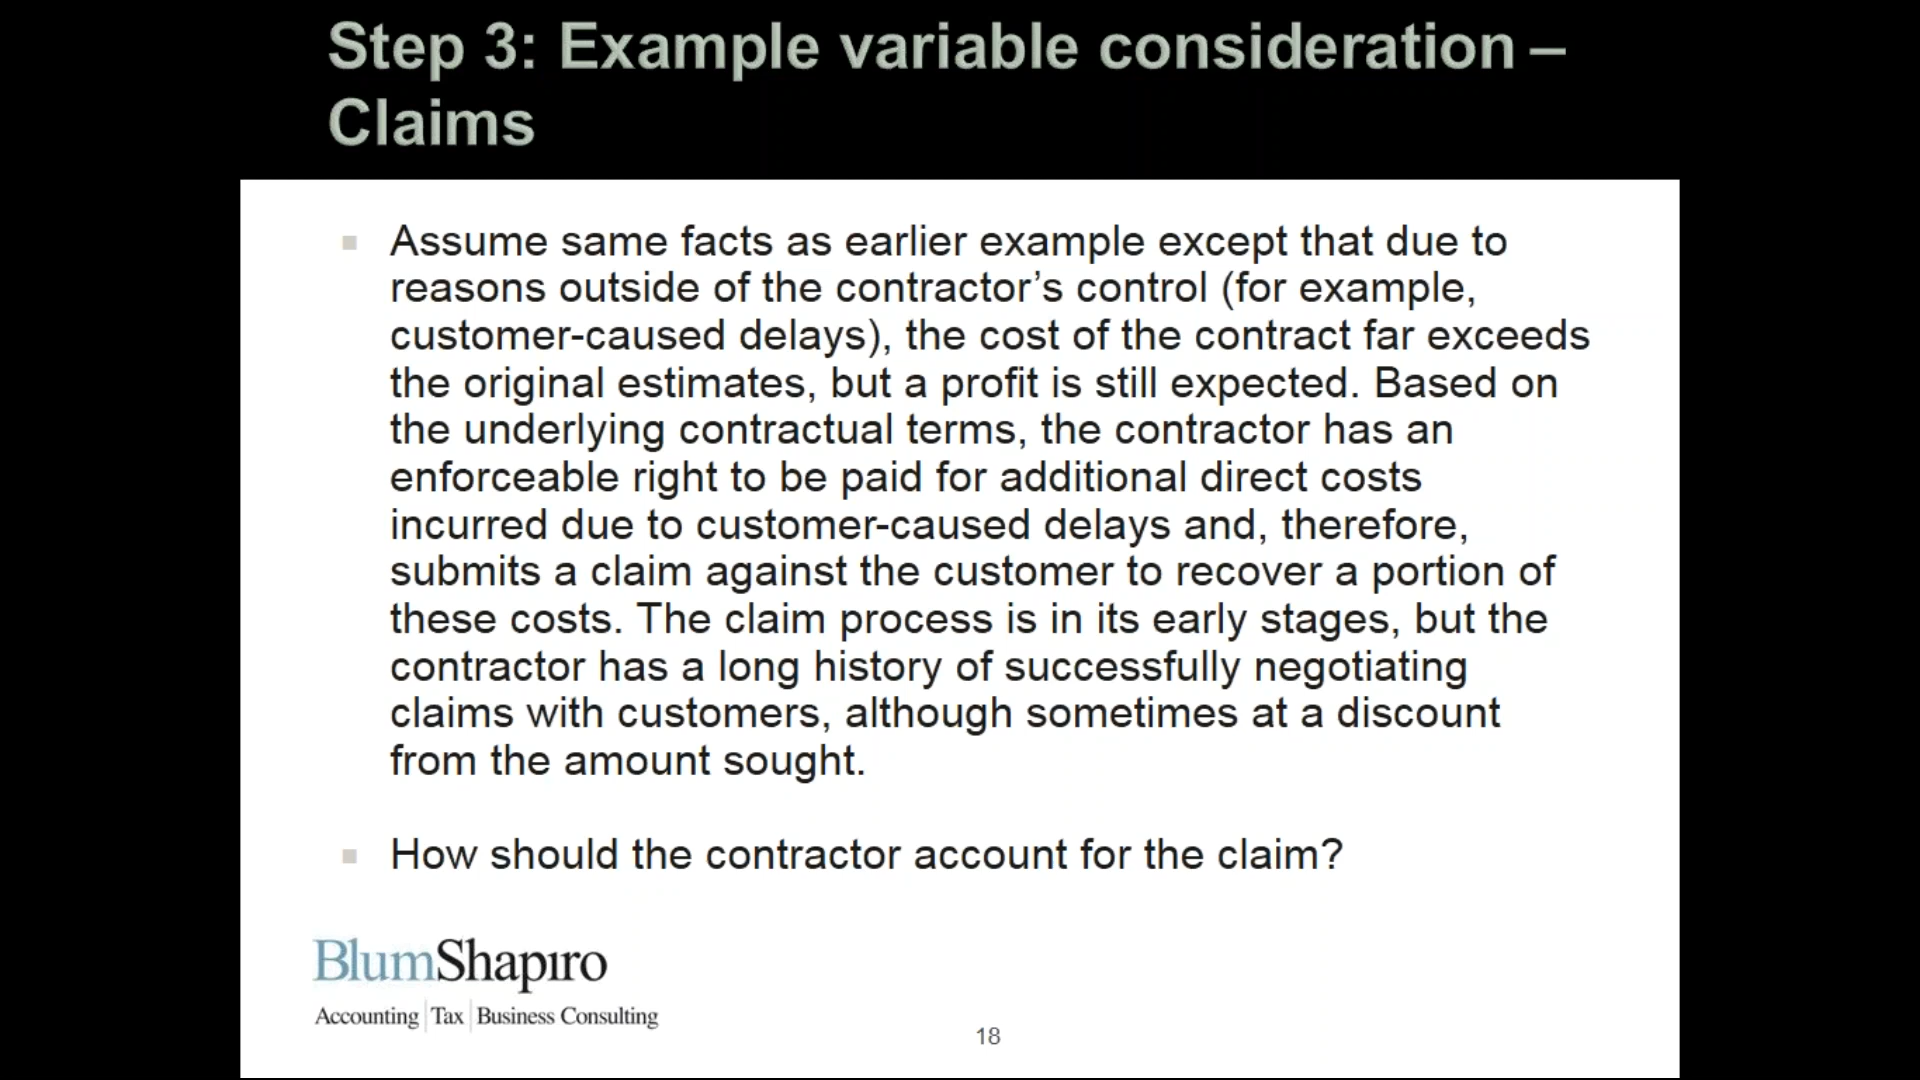 Step 3: Example variable consideration –
Claims
Assume same facts as earlier example except that due to
reasons outside of the contractor’s control (for example,
customer-caused delays), the cost of the contract far exceeds
the original estimates, but a profit is still expected. Based on
the underlying contractual terms, the contractor has an
enforceable right to be paid for additional direct costs
incurred due to customer-caused delays and, therefore,
submits a claim against the customer to recover a portion of
these costs. The claim process is in its early stages, but the
contractor has a long history of successfully negotiating
claims with customers, although sometimes at a discount
from the amount sought.
How should the contractor account for the claim?
BlumShapiro
Accounting | Tax | Business Consulting
18